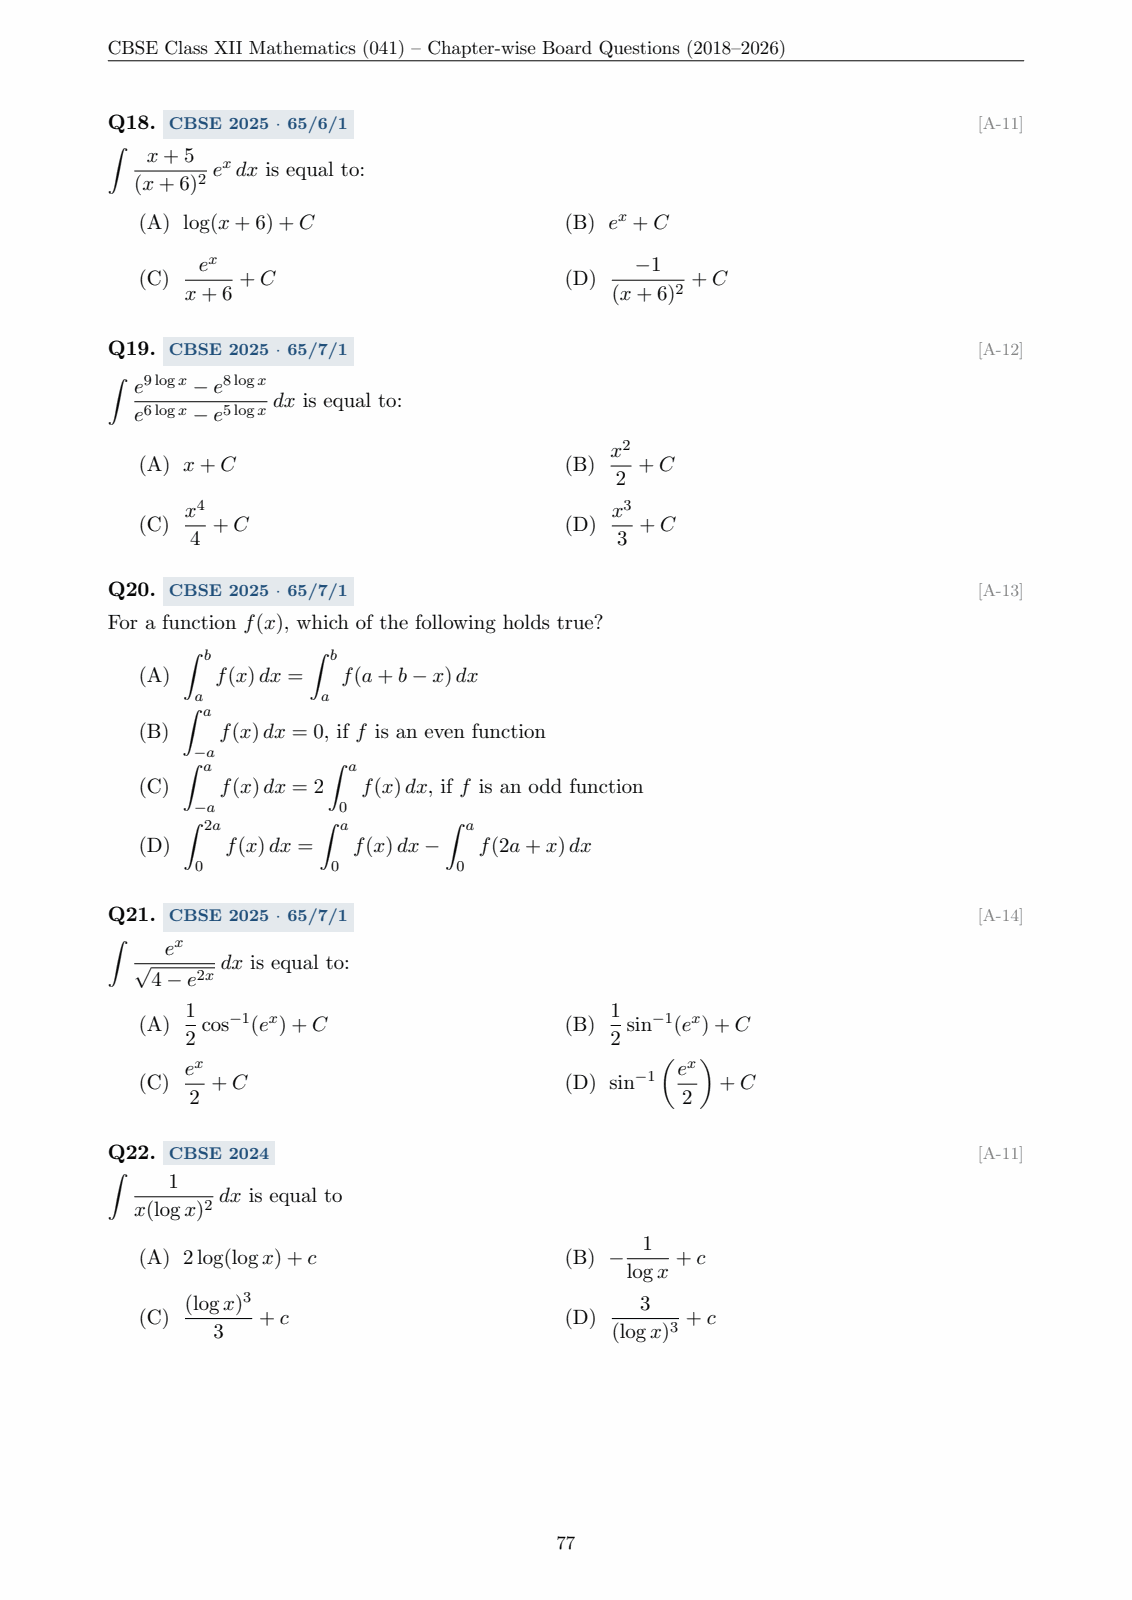 CBSE Class XII Mathematics (041) – Chapter-wise Board Questions (2018–2026)
Q18. CBSE 2025 · 65/6/1 [A-11]
∫ (x + 5)/(x + 6)² eˣ dx is equal to:
(A) log(x + 6) + C (B) eˣ + C
(C) eˣ/(x + 6) + C (D) −1/(x + 6)² + C
Q19. CBSE 2025 · 65/7/1 [A-12]
∫ (e^{9 log x} − e^{8 log x})/(e^{6 log x} − e^{5 log x}) dx is equal to:
(A) x + C (B) x²/2 + C
(C) x⁴/4 + C (D) x³/3 + C
Q20. CBSE 2025 · 65/7/1 [A-13]
For a function f(x), which of the following holds true?
(A) ∫_a^b f(x) dx = ∫_a^b f(a + b − x) dx
(B) ∫_{−a}^a f(x) dx = 0, if f is an even function
(C) ∫_{−a}^a f(x) dx = 2 ∫_0^a f(x) dx, if f is an odd function
(D) ∫_0^{2a} f(x) dx = ∫_0^a f(x) dx − ∫_0^a f(2a + x) dx
Q21. CBSE 2025 · 65/7/1 [A-14]
∫ eˣ/√(4 − e^{2x}) dx is equal to:
(A) 1/2 cos⁻¹(eˣ) + C (B) 1/2 sin⁻¹(eˣ) + C
(C) eˣ/2 + C (D) sin⁻¹(eˣ/2) + C
Q22. CBSE 2024 [A-11]
∫ 1/(x(log x)²) dx is equal to
(A) 2 log(log x) + c (B) −1/(log x) + c
(C) (log x)³/3 + c (D) 3/(log x)³ + c
77